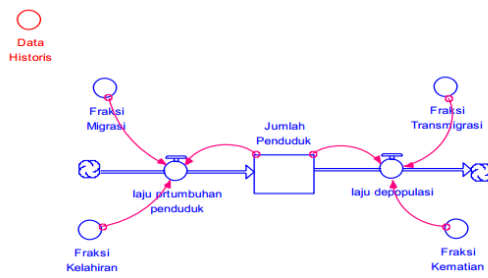 Data
Historis
Fraksi
Migrasi
Fraksi
Transmigrasi
Jumlah
Penduduk
laju prtumbuhan
penduduk
laju depopulasi
Fraksi
Kelahiran
Fraksi
Kematian